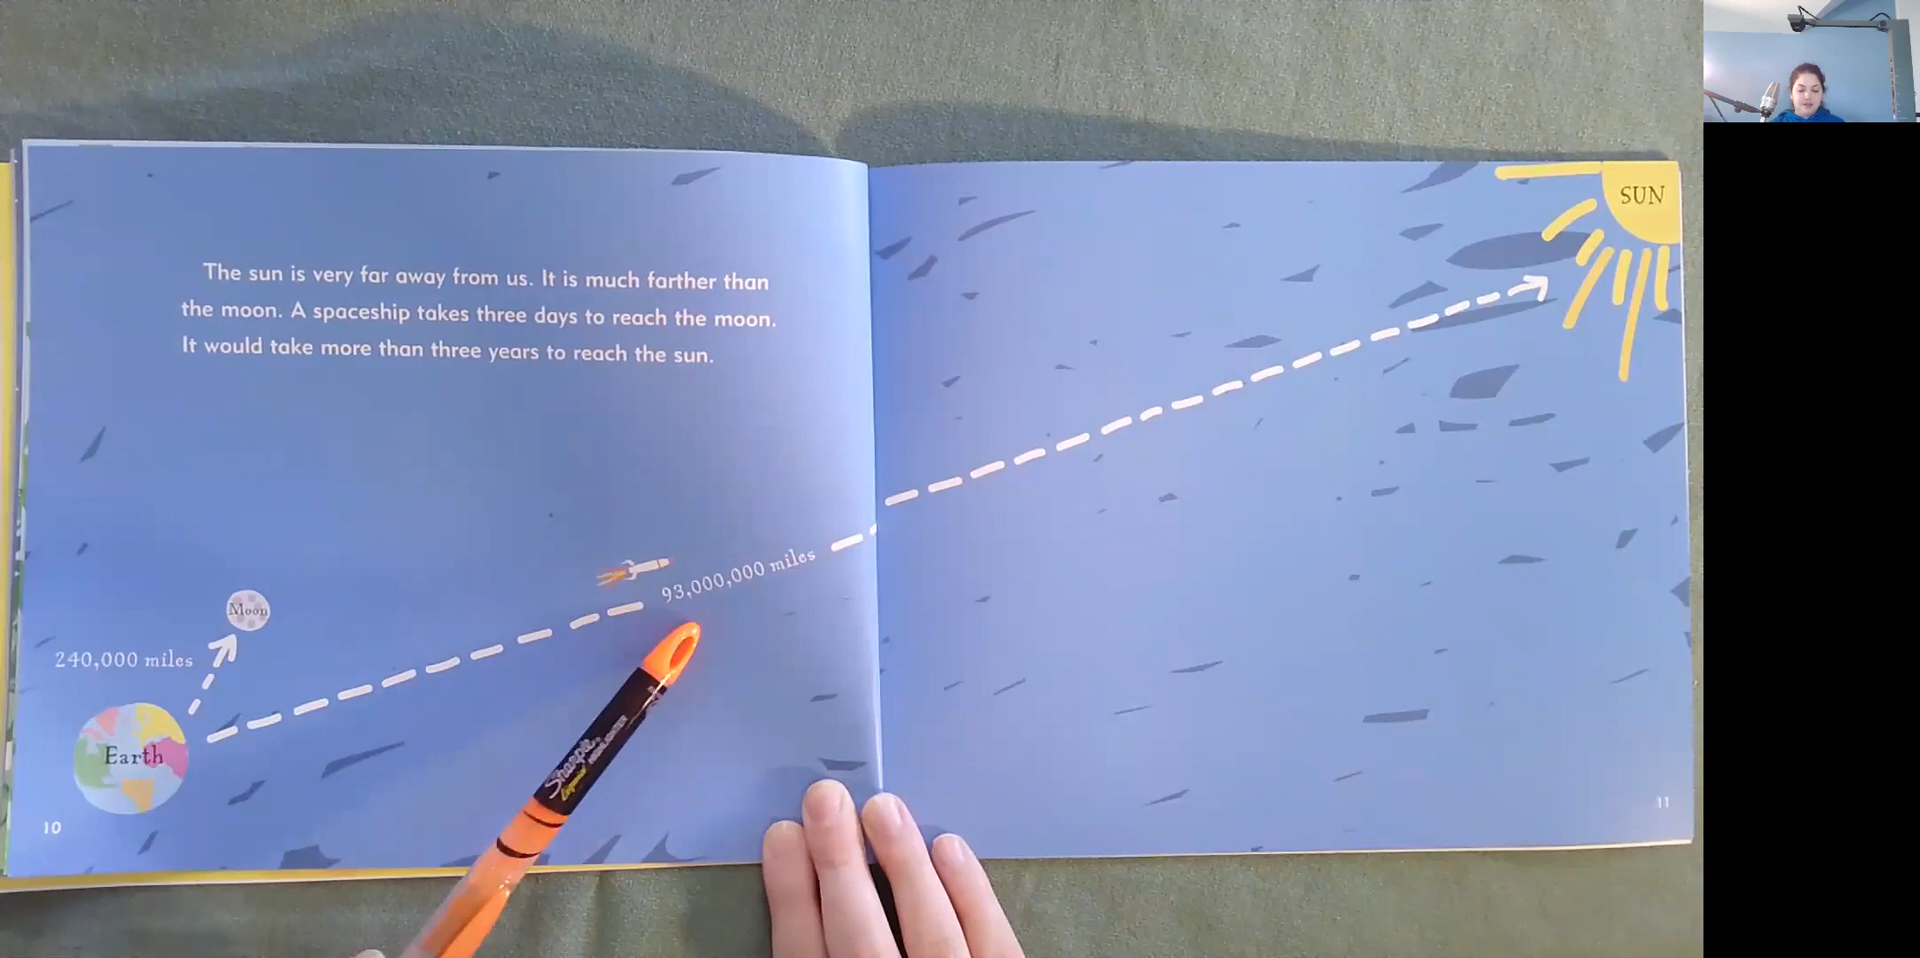 The sun is very far away from us. It is much farther than
the moon. A spaceship takes three days to reach the moon.
It would take more than three years to reach the sun.
SUN
93,000,000 miles
Moon
240,000 miles
Earth
Sharpie
HIGHLIGHTER
10
11